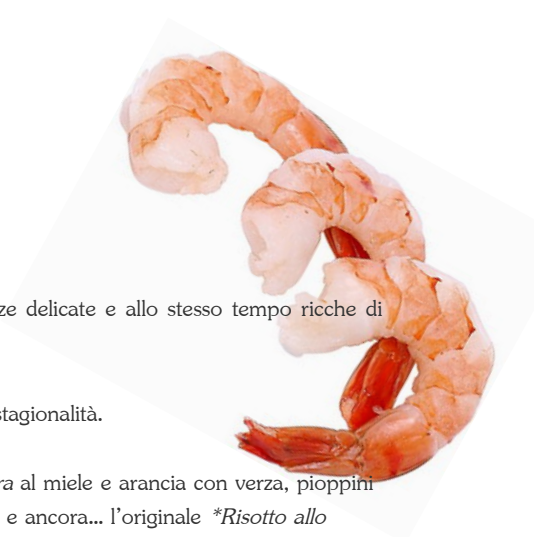 ze delicate e allo stesso tempo ricche di
stagionalità.
ra al miele e arancia con verza, pioppini
e ancora... l'originale *Risotto allo